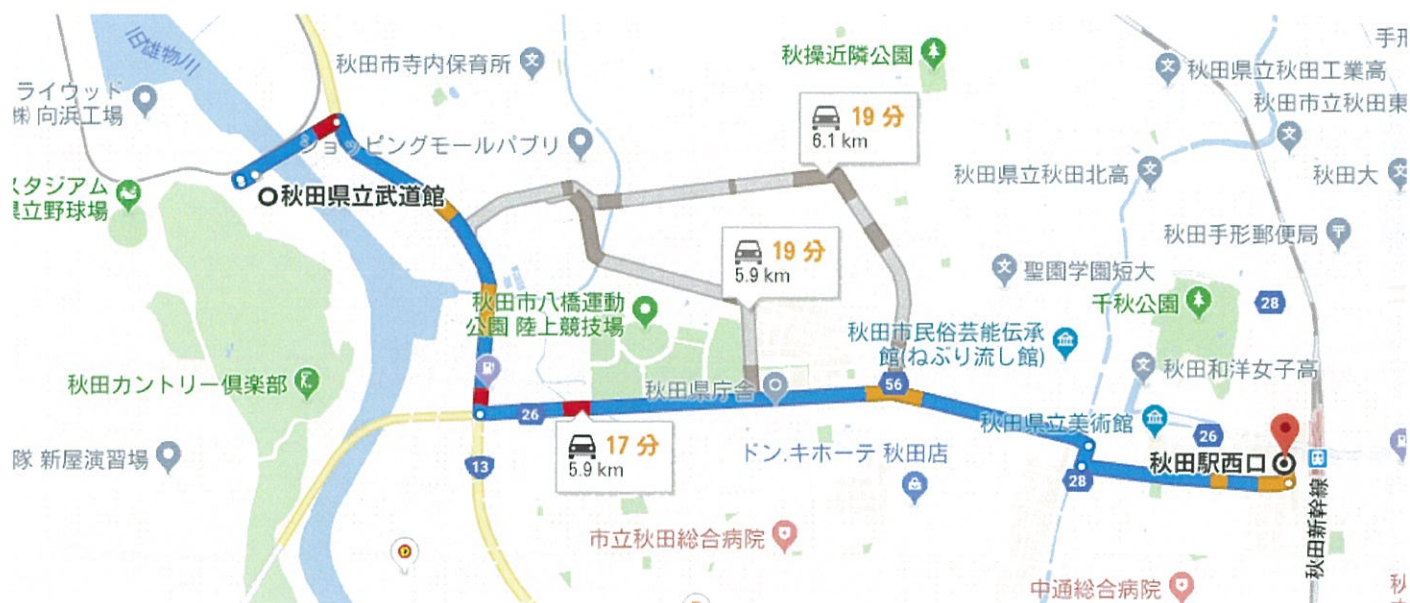 旧雄物川
秋田市寺内保育所
秋操近隣公園
手形
秋田県立秋田工業高
秋田市立秋田東
ライウッド
㈱ 向浜工場
19 分
6.1 km
ショッピングモールパブリ
秋田県立秋田北高
秋田大
スタジアム
県立野球場
秋田県立武道館
秋田手形郵便局
19 分
5.9 km
聖園学園短大
千秋公園
28
秋田市八橋運動
公園 陸上競技場
秋田市民俗芸能伝承
館(ねぶり流し館)
秋田カントリー倶楽部
秋田県庁舎
56
秋田和洋女子高
26
秋田県立美術館
26
17 分
5.9 km
隊 新屋演習場
13
ドン.キホーテ 秋田店
28
秋田駅西口
市立秋田総合病院
秋田新幹線
中通総合病院